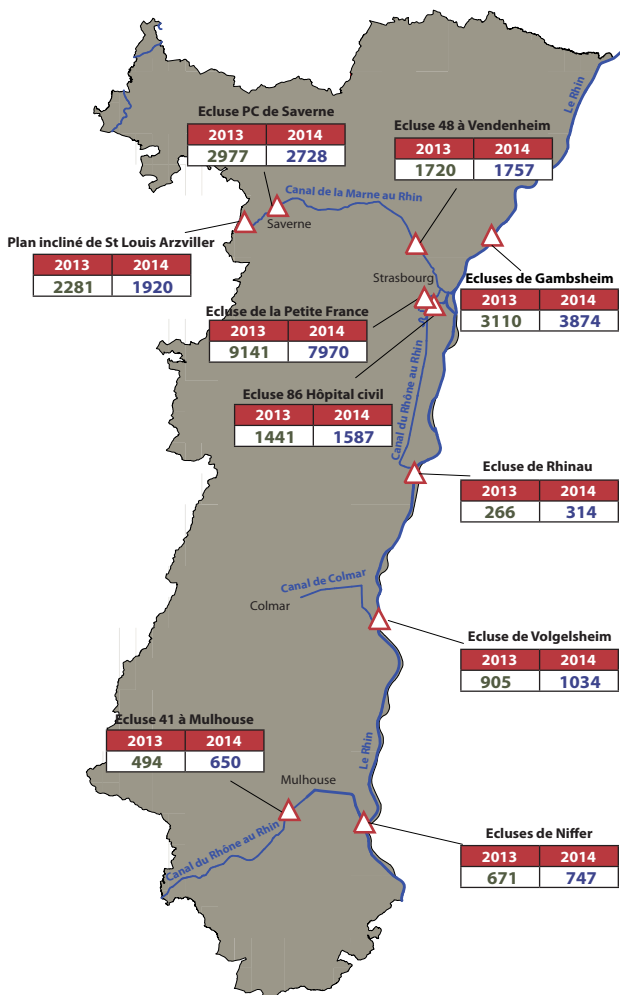 Le Rhin
Ecluse PC de Saverne
2013 2014
2977 2728
Ecluse 48 à Vendenheim
2013 2014
1720 1757
Canal de la Marne au Rhin
Saverne
Plan incliné de St Louis Arzviller
2013 2014
2281 1920
Strasbourg
Ecluses de Gambsheim
2013 2014
3110 3874
Ecluse de la Petite France
2013 2014
9141 7970
Ecluse 86 Hôpital civil
2013 2014
1441 1587
Canal du Rhône au Rhin
Ecluse de Rhinau
2013 2014
266 314
Canal de Colmar
Colmar
Ecluse de Volgelsheim
2013 2014
905 1034
Ecluse 41 à Mulhouse
2013 2014
494 650
Le Rhin
Mulhouse
Canal du Rhône au Rhin
Ecluses de Niffer
2013 2014
671 747